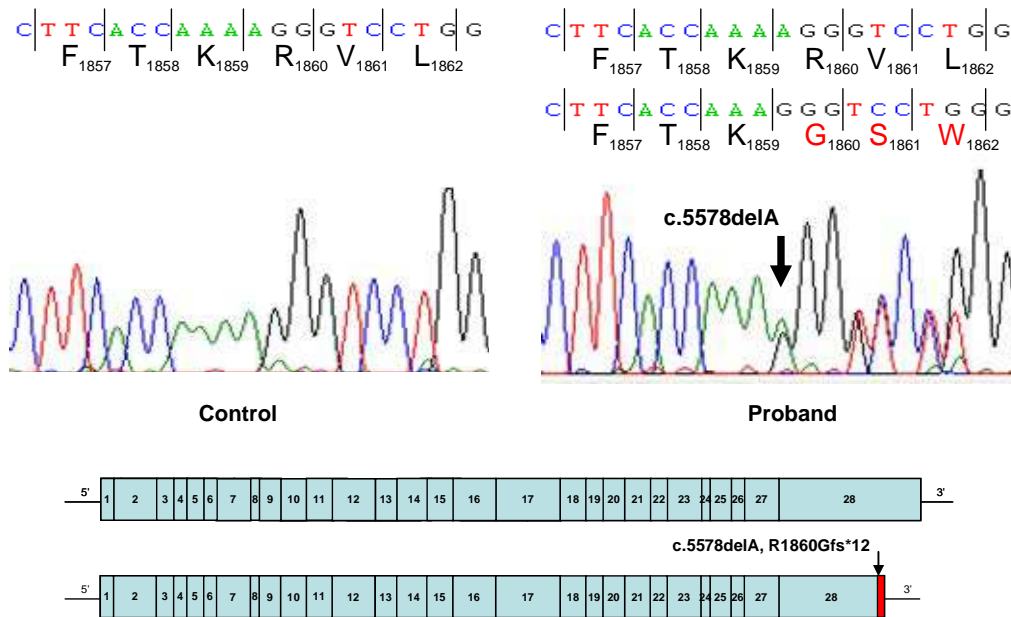 C T T C A C C A A A A G G G T C C T G G
F1857 T1858 K1859 R1860 V1861 L1862
C T T C A C C A A A A G G G T C C T G G
F1857 T1858 K1859 R1860 V1861 L1862
C T T C A C C A A A G G G T C C T G G G
F1857 T1858 K1859 G1860 S1861 W1862
c.5578delA
Control
Proband
5' 1 2 3 4 5 6 7 8 9 10 11 12 13 14 15 16 17 18 19 20 21 22 23 24 25 26 27 28 3'
c.5578delA, R1860Gfs*12
5' 1 2 3 4 5 6 7 8 9 10 11 12 13 14 15 16 17 18 19 20 21 22 23 24 25 26 27 28 3'